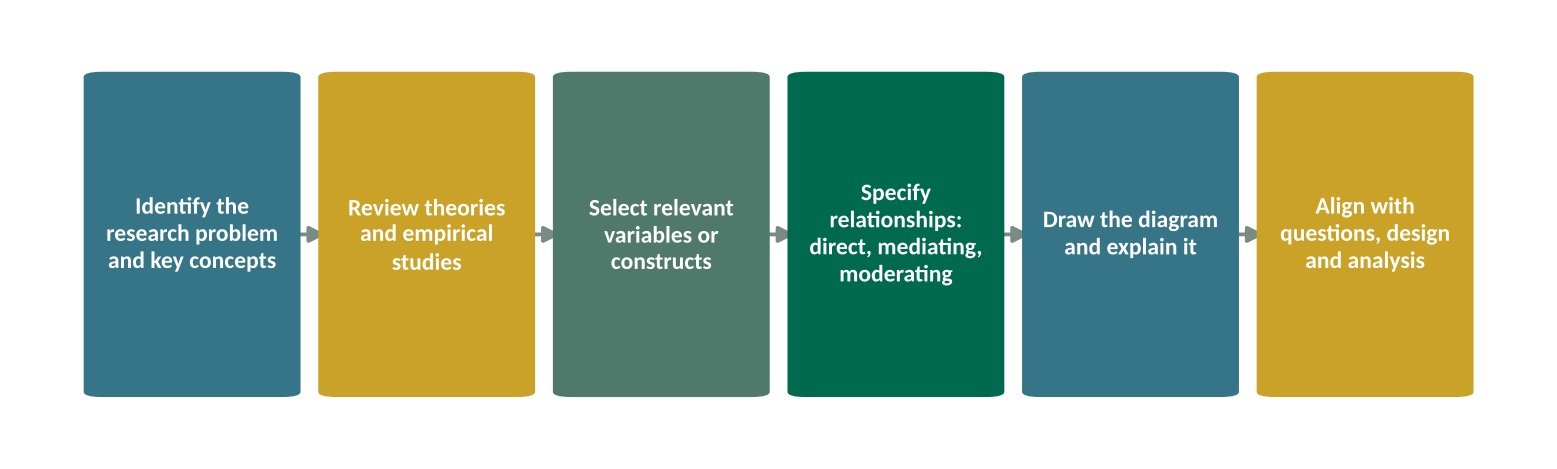 Identify the
research problem
and key concepts
Review theories
and empirical
studies
Select relevant
variables or
constructs
Specify
relationships:
direct, mediating,
moderating
Draw the diagram
and explain it
Align with
questions, design
and analysis